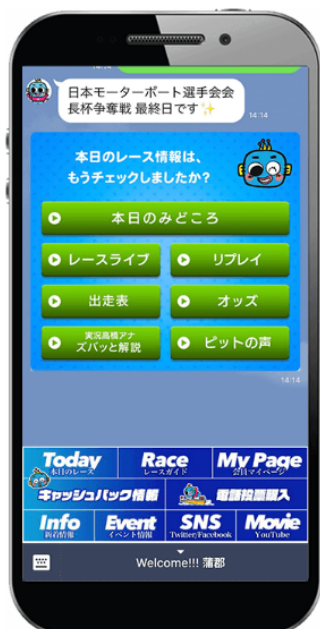 日本モーターボート選手会会
長杯争奪戦 最終日です✨
14:14
本日のレース情報は、
もうチェックしましたか?
本日のみどころ
レースライブ
リプレイ
出走表
オッズ
実況高橋アナ
ズバッと解説
ピットの声
14:14
Today
本日のレース
Race
レースガイド
My Page
会員マイページ
キャッシュバック情報
電話投票購入
Info
新着情報
Event
イベント情報
SNS
Twitter/Facebook
Movie
YouTube
Welcome!!! 蒲郡